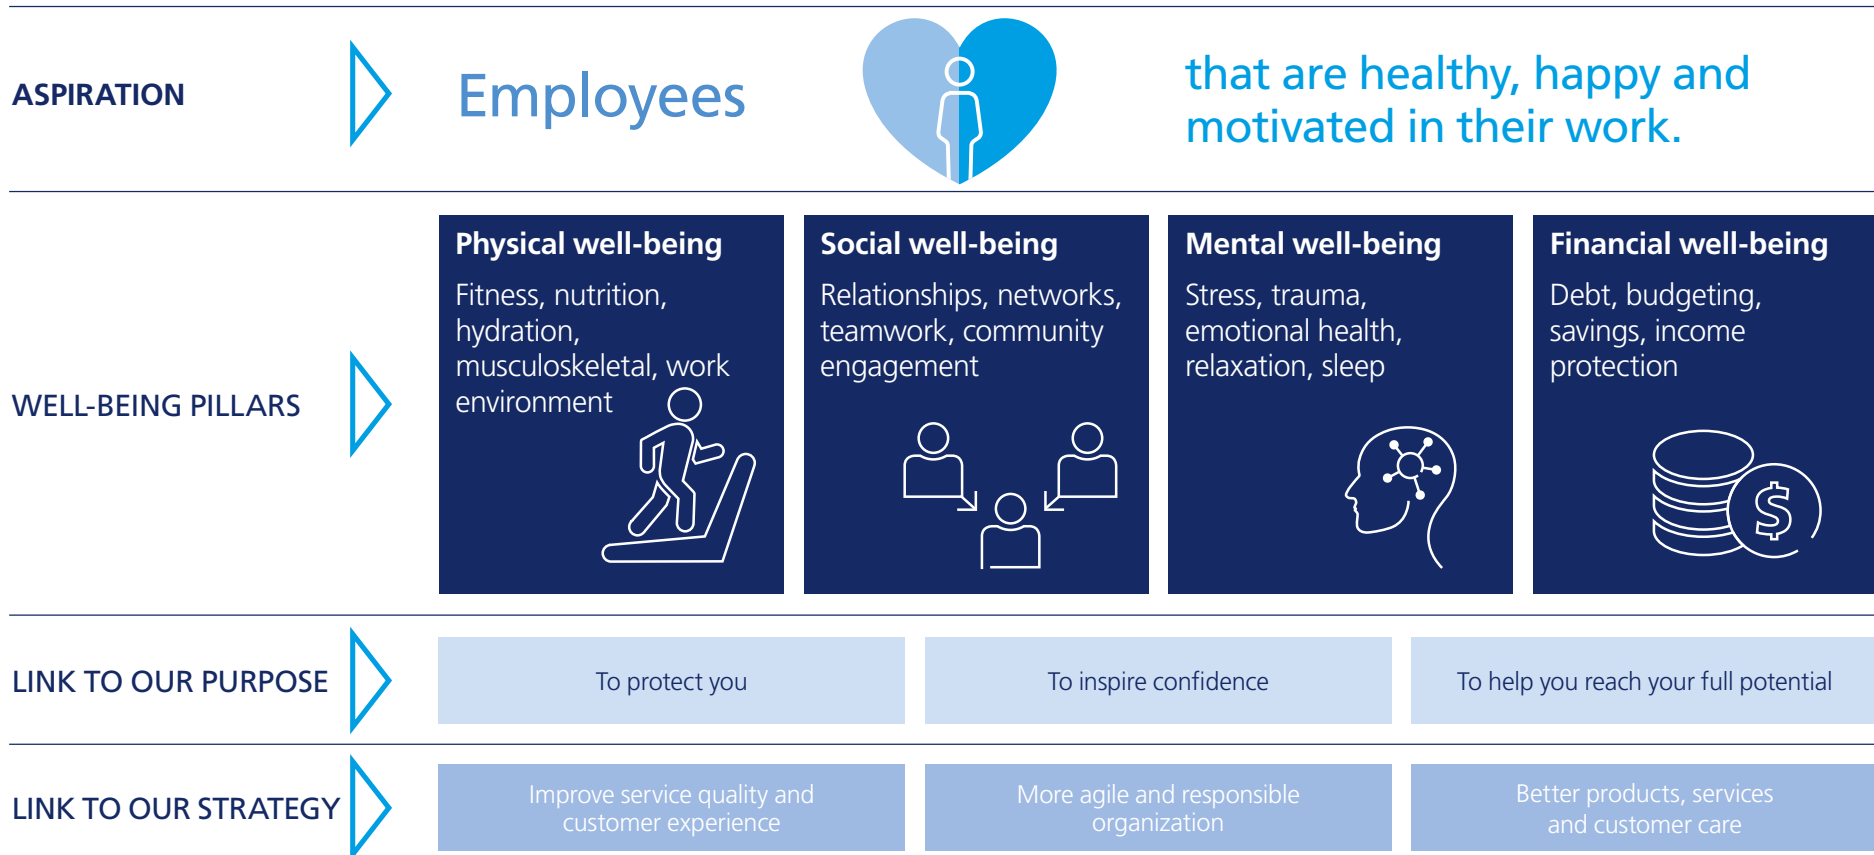 ASPIRATION
Employees
that are healthy, happy and
motivated in their work.
WELL-BEING PILLARS
Physical well-being
Fitness, nutrition,
hydration,
musculoskeletal, work
environment
Social well-being
Relationships, networks,
teamwork, community
engagement
Mental well-being
Stress, trauma,
emotional health,
relaxation, sleep
Financial well-being
Debt, budgeting,
savings, income
protection
$
LINK TO OUR PURPOSE
To protect you
To inspire confidence
To help you reach your full potential
LINK TO OUR STRATEGY
Improve service quality and
customer experience
More agile and responsible
organization
Better products, services
and customer care